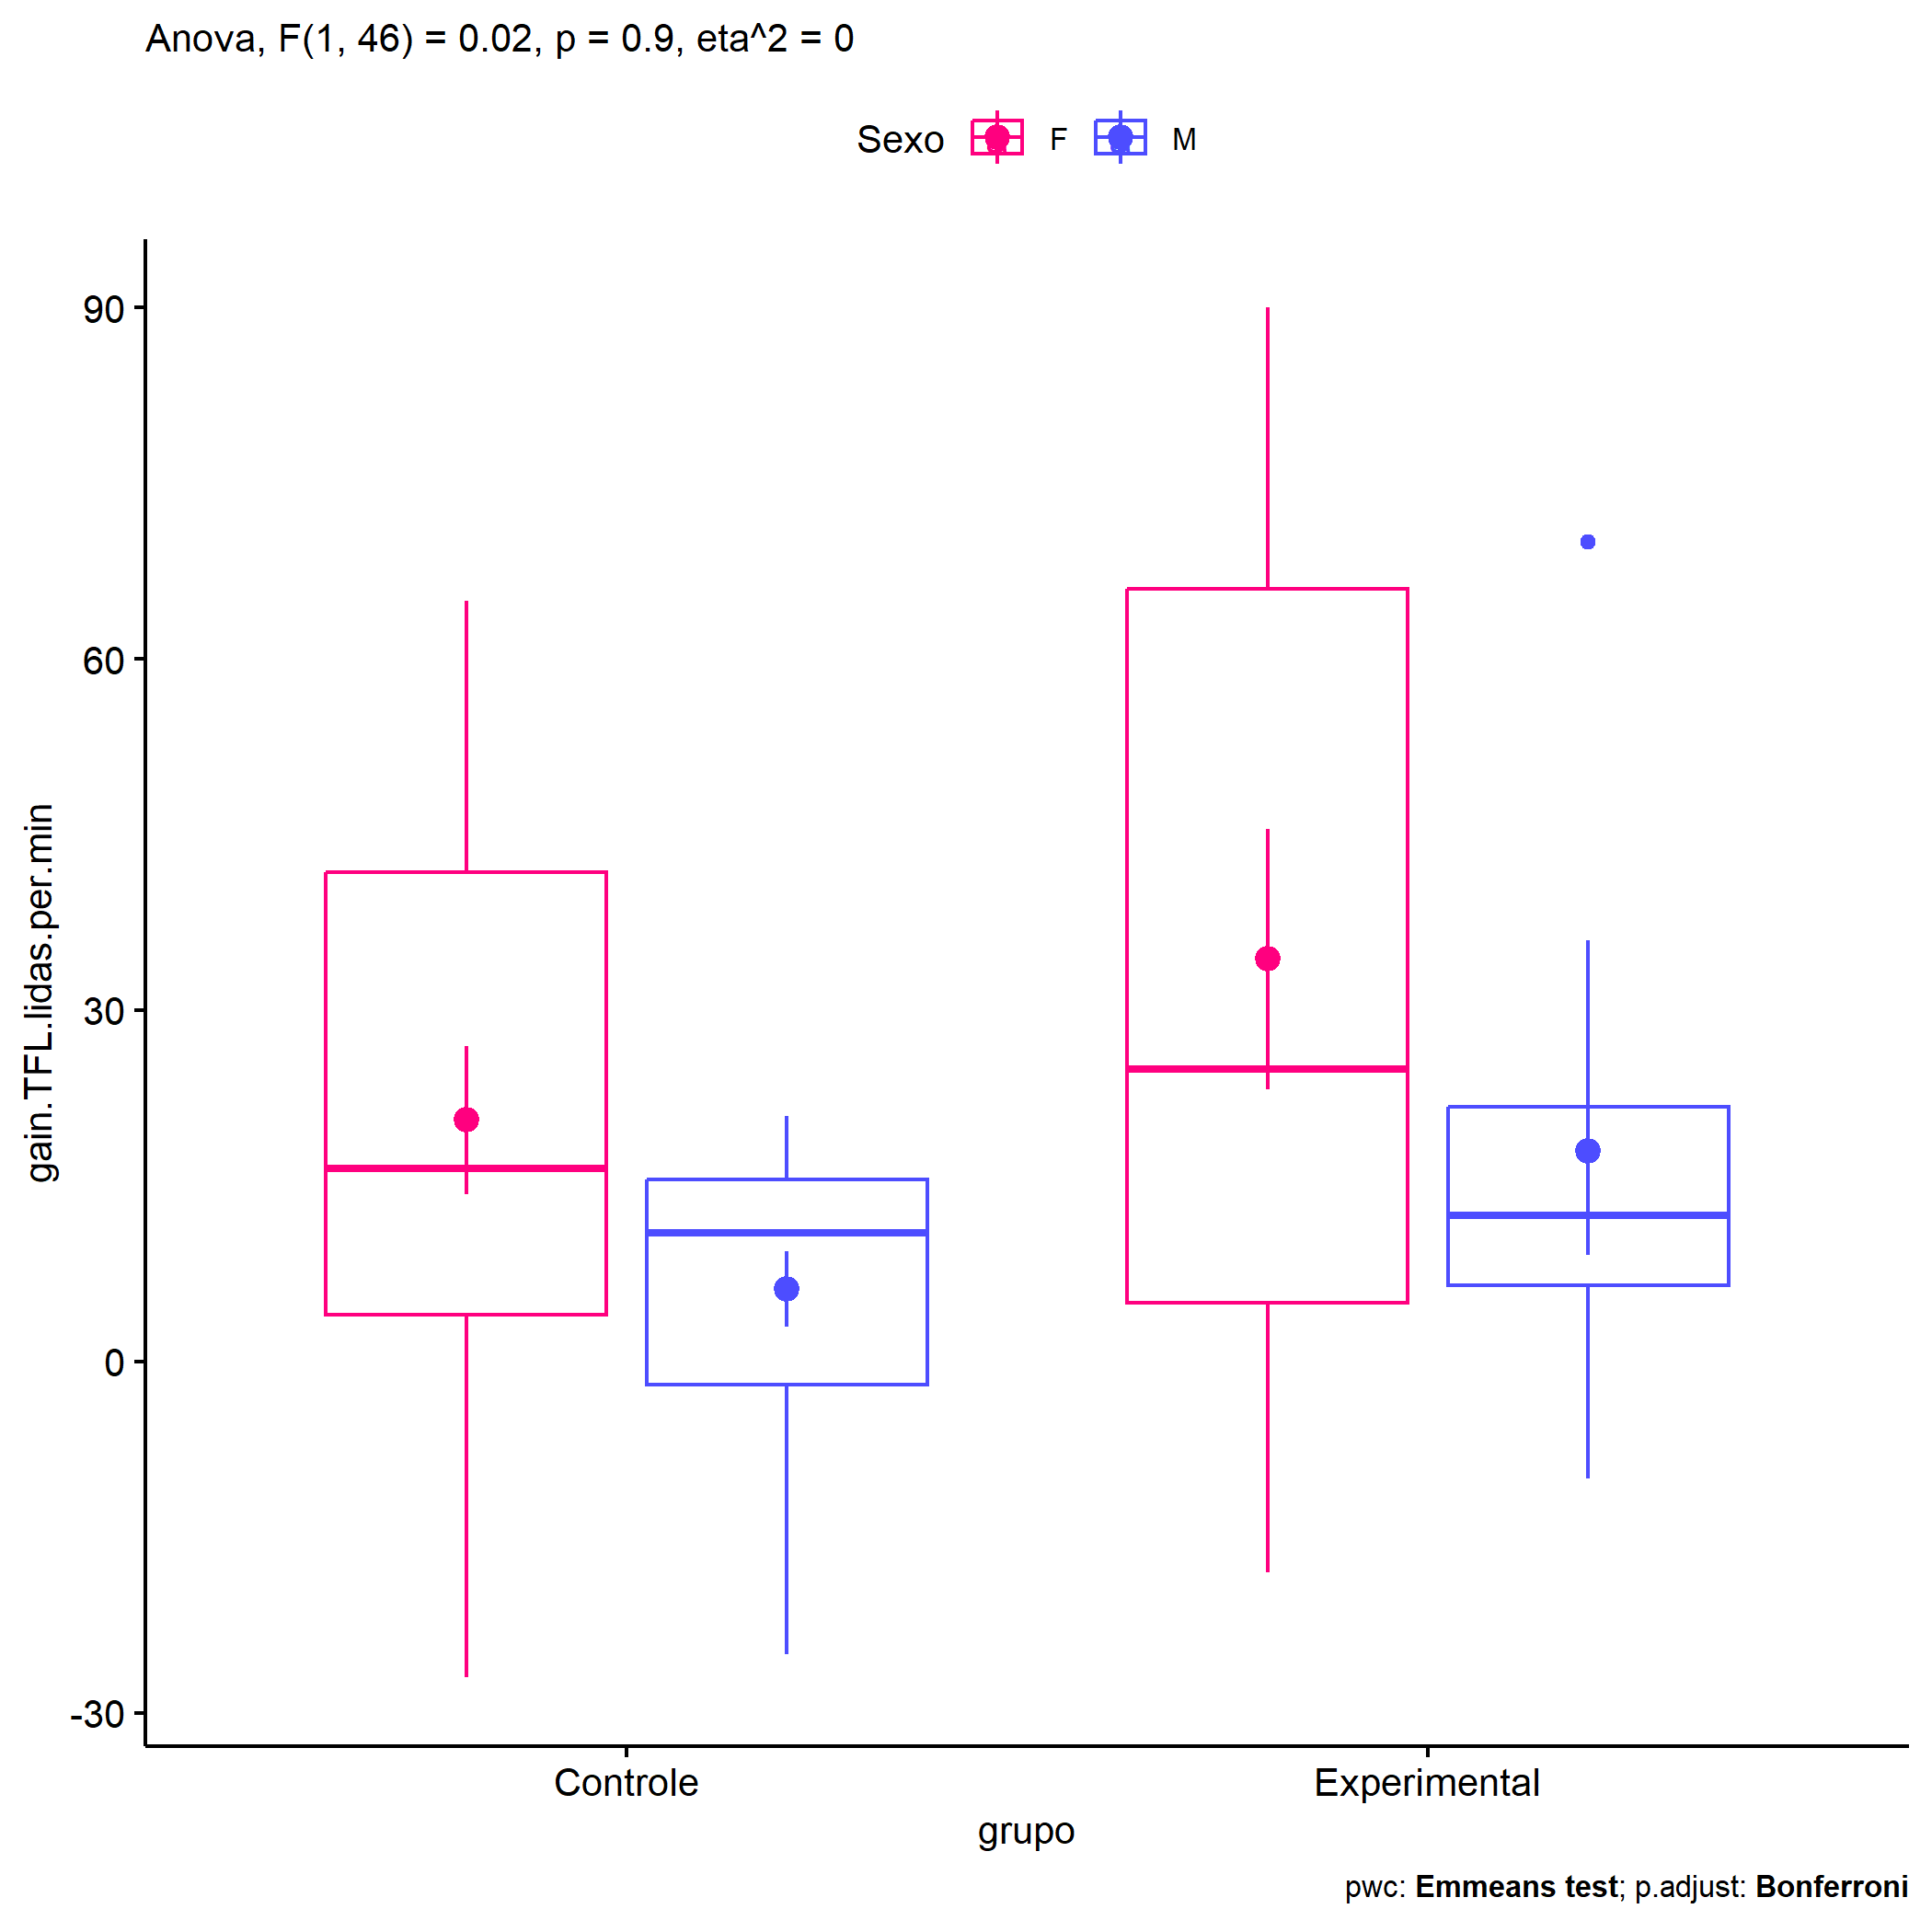 Anova, F(1, 46) = 0.02, p = 0.9, eta^2 = 0
Sexo F M
gain.TFL.lidas.per.min
90
60
30
0
-30
Controle Experimental
grupo
pwc: Emmeans test; p.adjust: Bonferroni